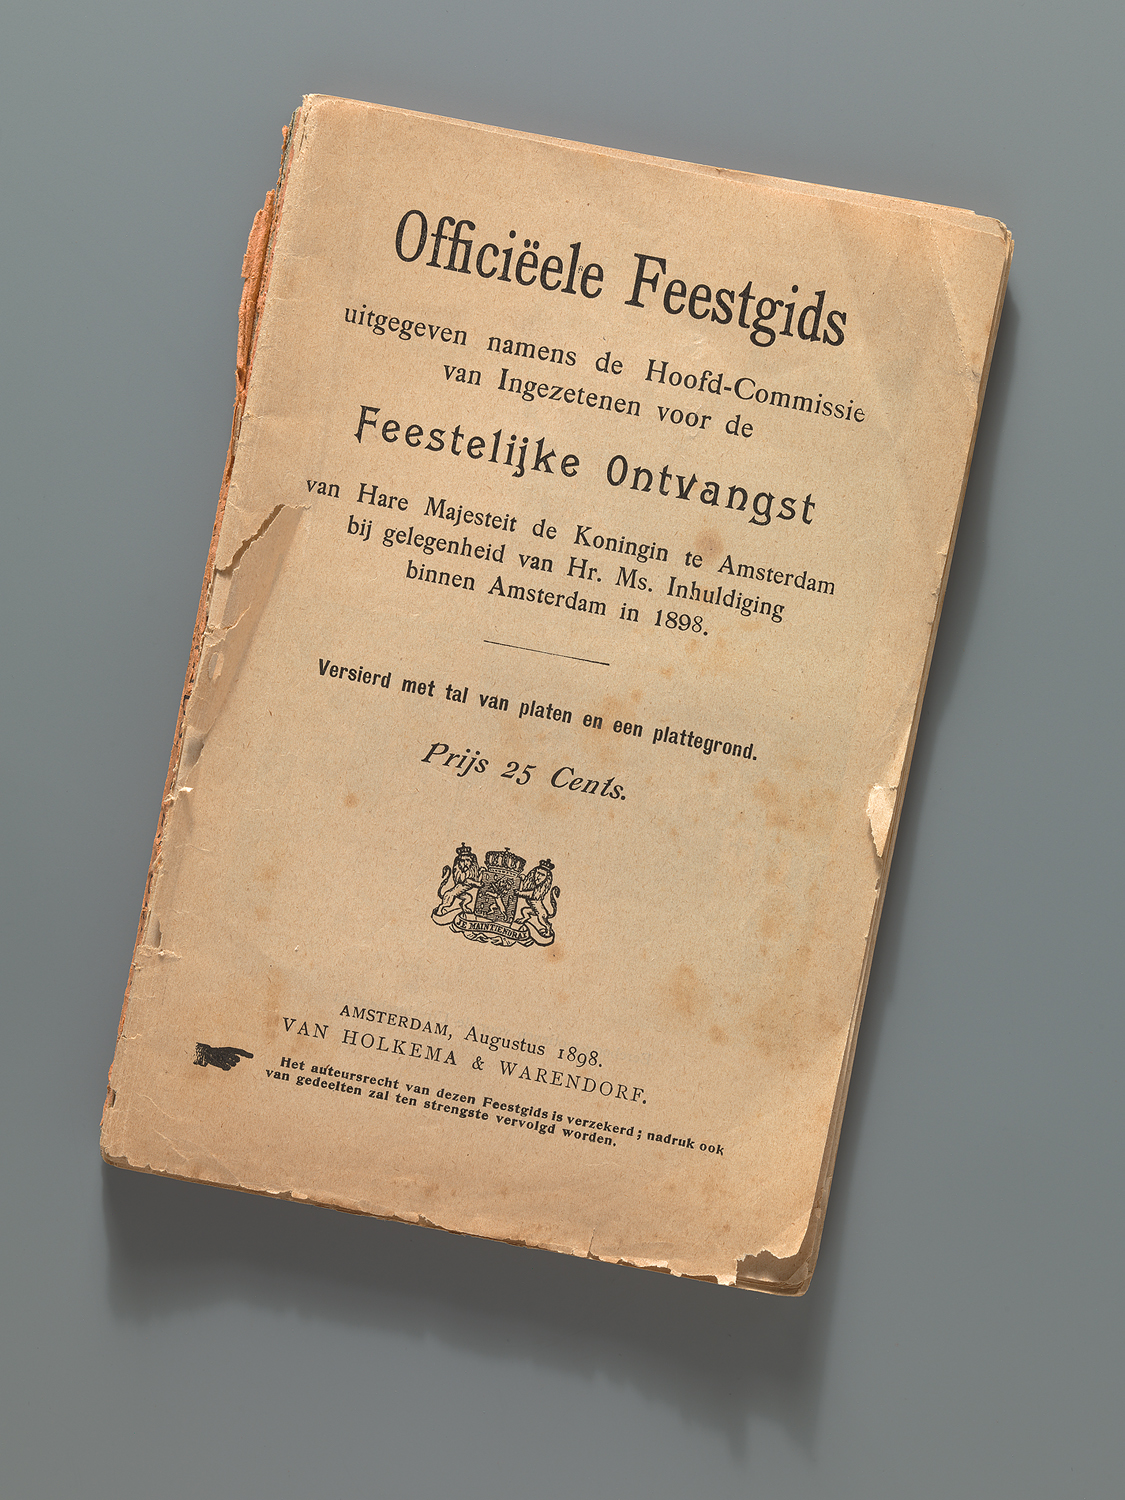 Officiëele Feestgids
uitgegeven namens de Hoofd-Commissie
van Ingezetenen voor de
Feestelijke Ontvangst
van Hare Majesteit de Koningin te Amsterdam
bij gelegenheid van Hr. Ms. Inhuldiging
binnen Amsterdam in 1898.
Versierd met tal van platen en een plattegrond.
Prijs 25 Cents.
JE MAINTIENDRAI
AMSTERDAM, Augustus 1898.
VAN HOLKEMA & WARENDORF.
Het auteursrecht van dezen Feestgids is verzekerd; nadruk ook
van gedeelten zal ten strengste vervolgd worden.